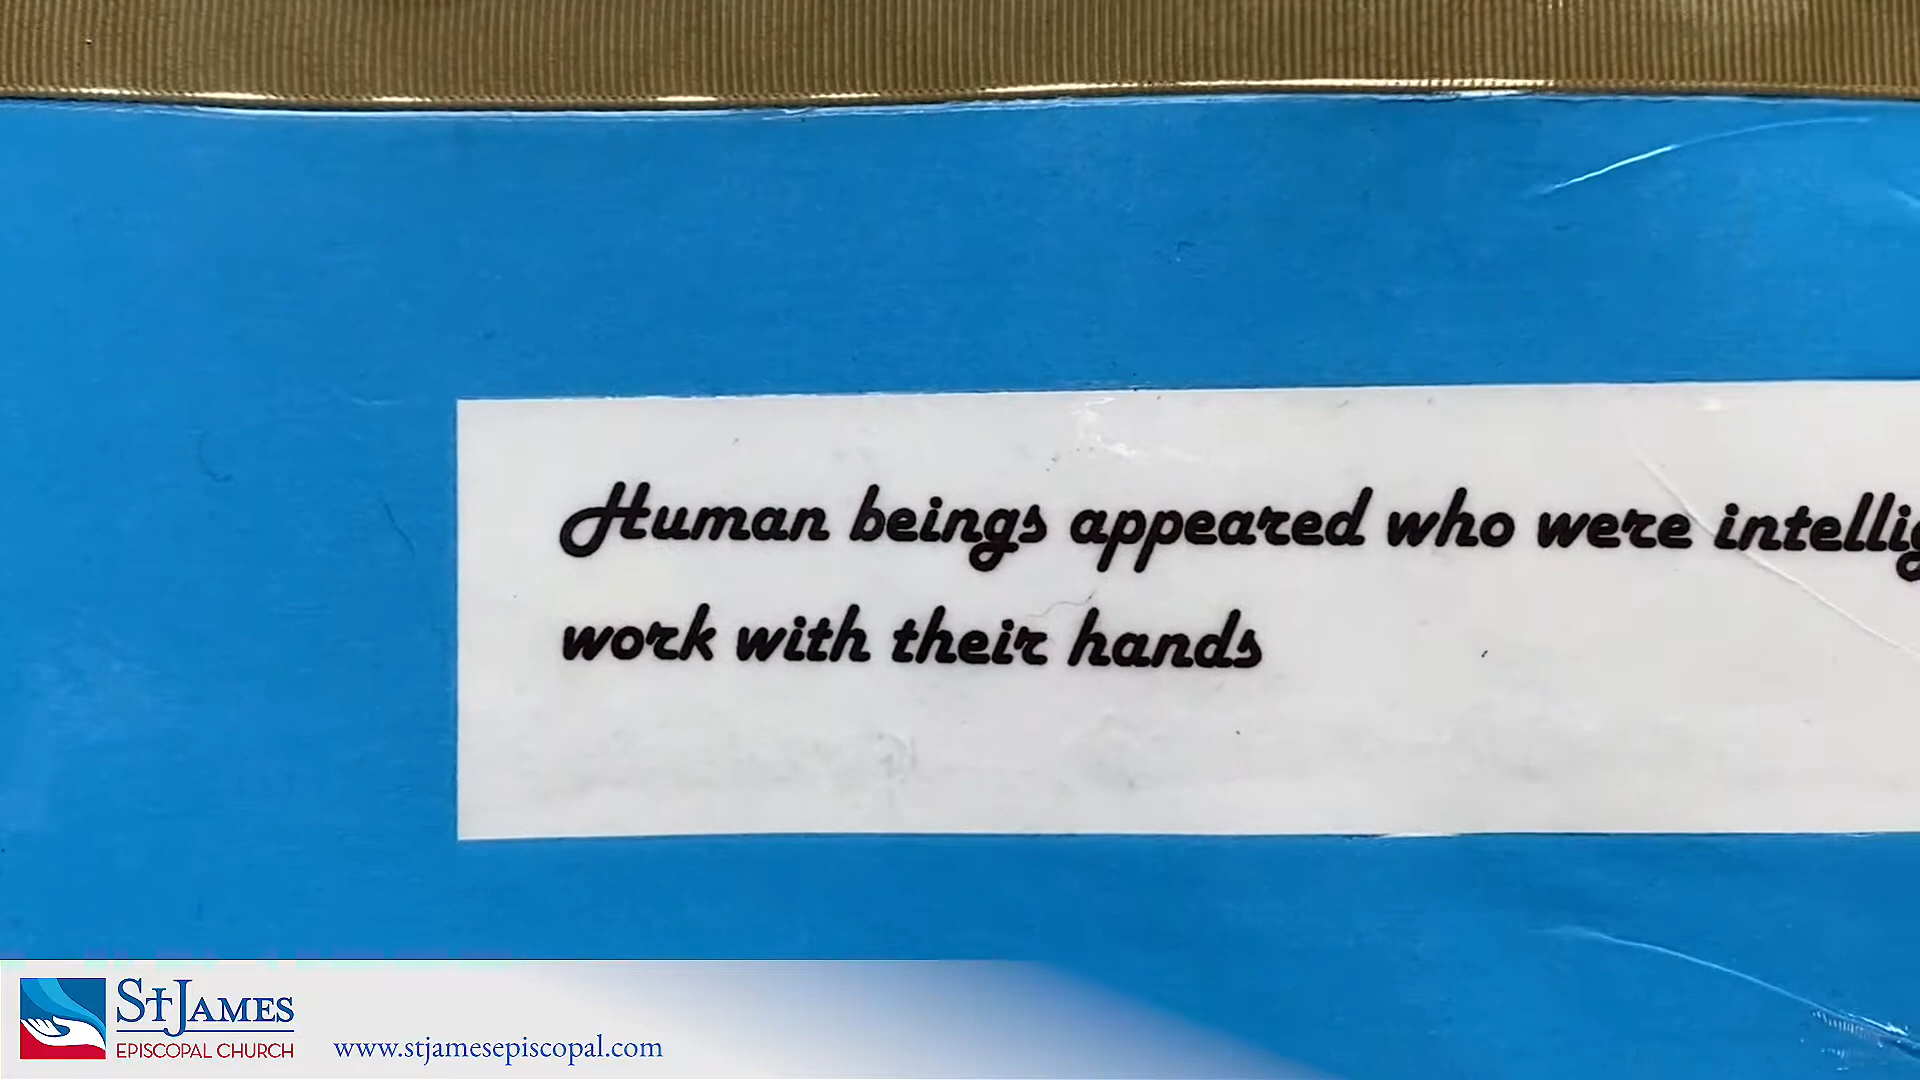 Human beings appeared who were
work with their hands
ST JAMES
EPISCOPAL CHURCH
www.stjamesepiscopal.com